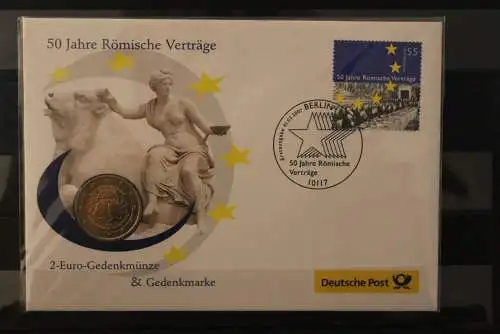 50 Jahre Römische Verträge
55
50 Jahre Römische Verträge
BERLIN
50 Jahre Römische
Verträge
10117
2-Euro-Gedenkmünze
& Gedenkmarke
Deutsche Post